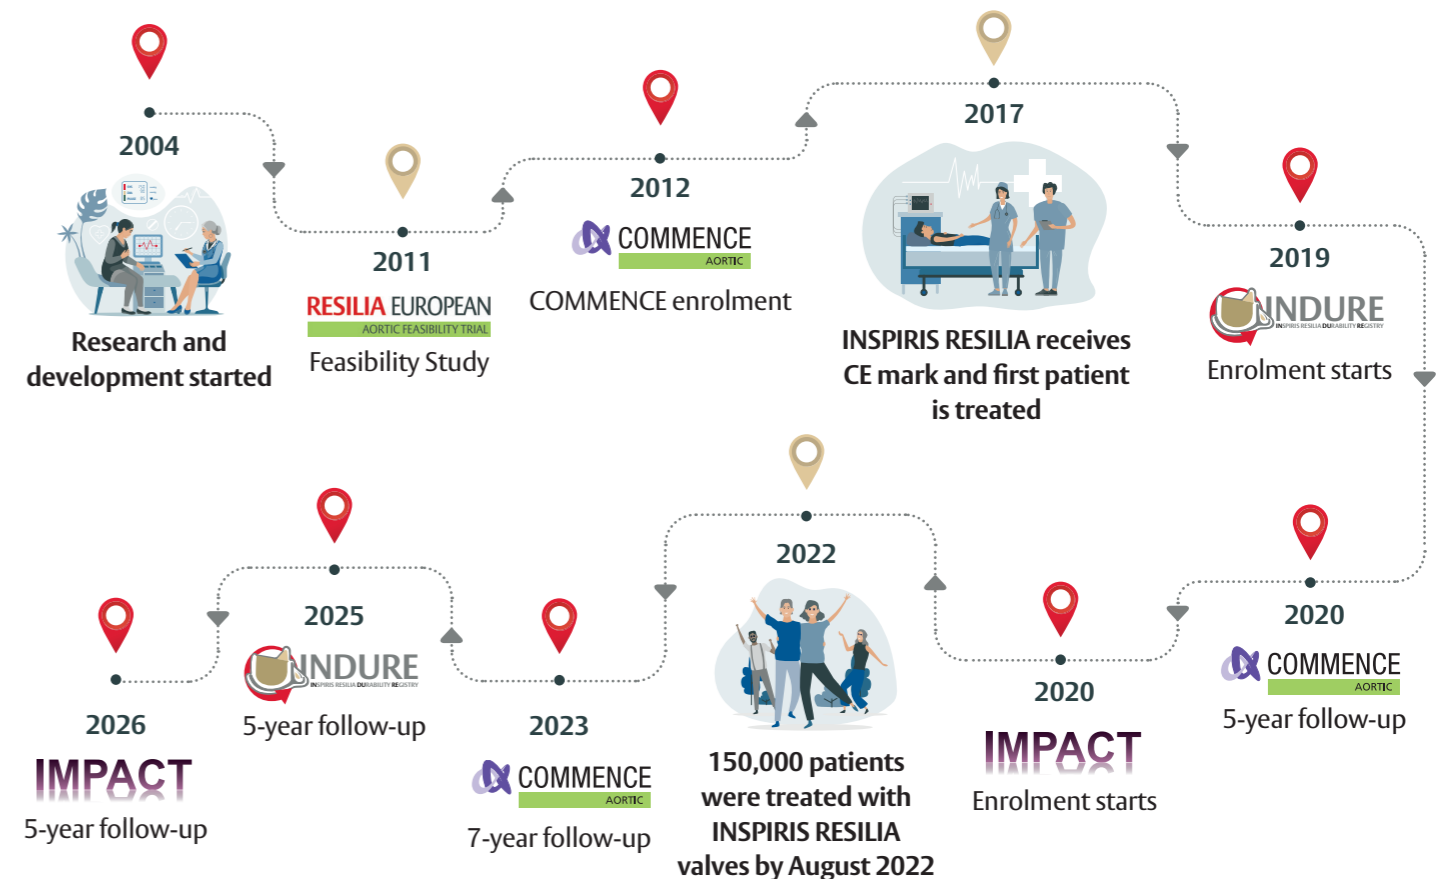 2004
Research and
development started
2011
RESILIA EUROPEAN
AORTIC FEASIBILITY TRIAL
Feasibility Study
2012
COMMENCE
AORTIC
COMMENCE enrolment
2017
INSPIRIS RESILIA receives
CE mark and first patient
is treated
2019
INDURE
INSPIRIS RESILIA DURABILITY REGISTRY
Enrolment starts
2020
COMMENCE
AORTIC
5-year follow-up
2020
IMPACT
Enrolment starts
2022
150,000 patients
were treated with
INSPIRIS RESILIA
valves by August 2022
2023
COMMENCE
AORTIC
7-year follow-up
2025
INDURE
INSPIRIS RESILIA DURABILITY REGISTRY
5-year follow-up
2026
IMPACT
5-year follow-up